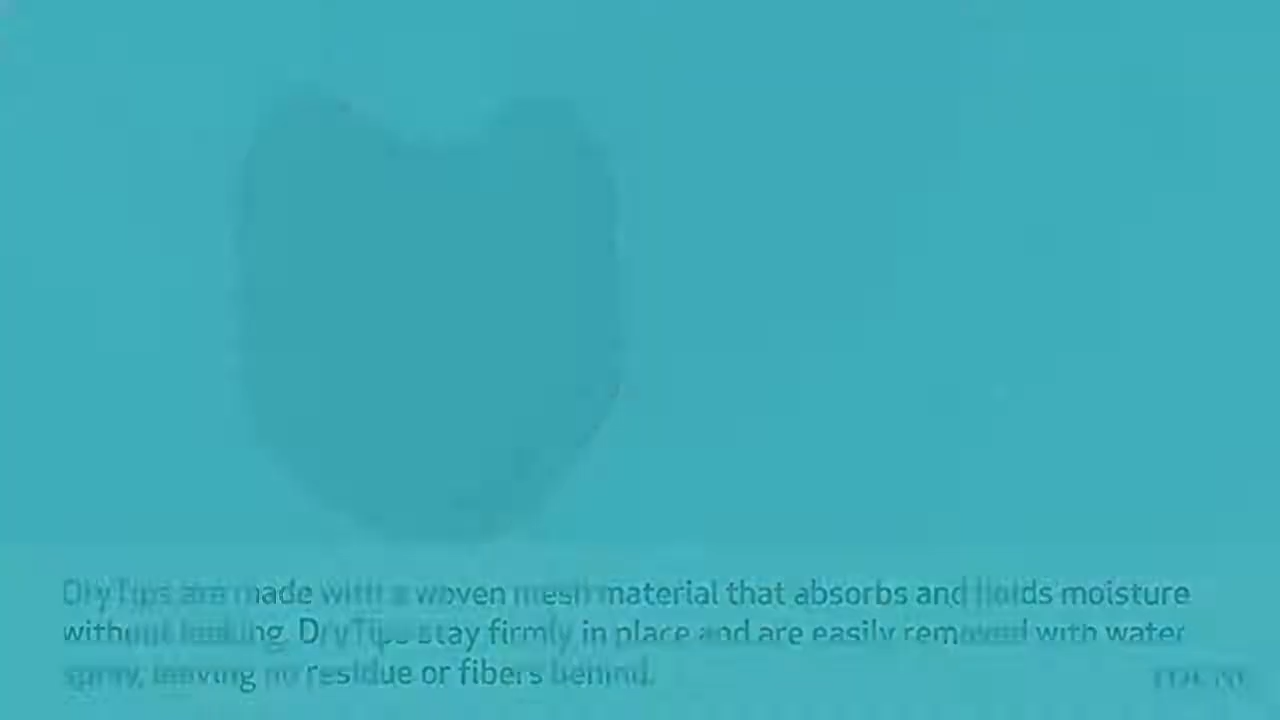 DryTips are made with a woven mesh material that absorbs and holds moisture
without leaking. DryTips stay firmly in place and are easily removed with water
spray, leaving no residue or fibers behind.